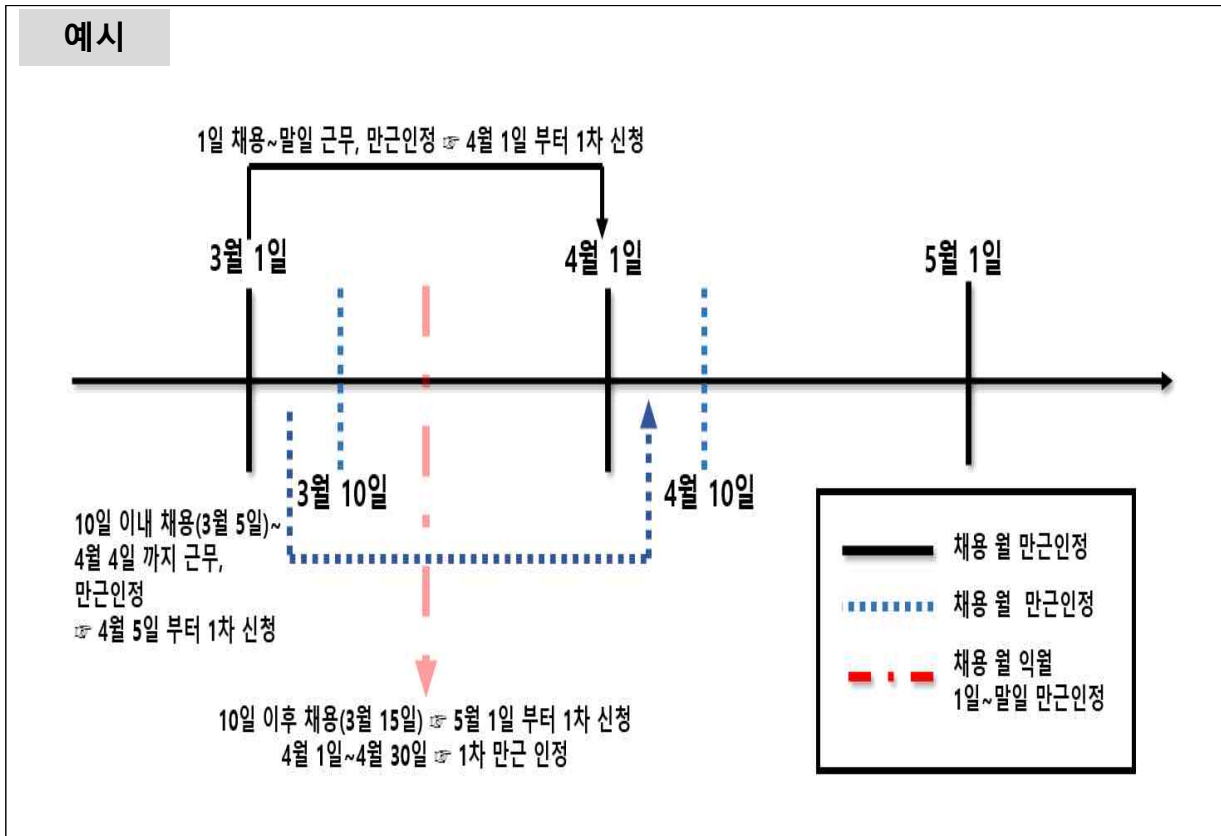 예시
1일 채용~말일 근무, 만근인정 ☞ 4월 1일 부터 1차 신청
3월 1일
4월 1일
5월 1일
3월 10일
4월 10일
10일 이내 채용(3월 5일)~
4월 4일 까지 근무,
만근인정
☞ 4월 5일 부터 1차 신청
10일 이후 채용(3월 15일) ☞ 5월 1일 부터 1차 신청
4월 1일~4월 30일 ☞ 1차 만근 인정
채용 월 만근인정
채용 월 만근인정
채용 월 익월
1일~말일 만근인정